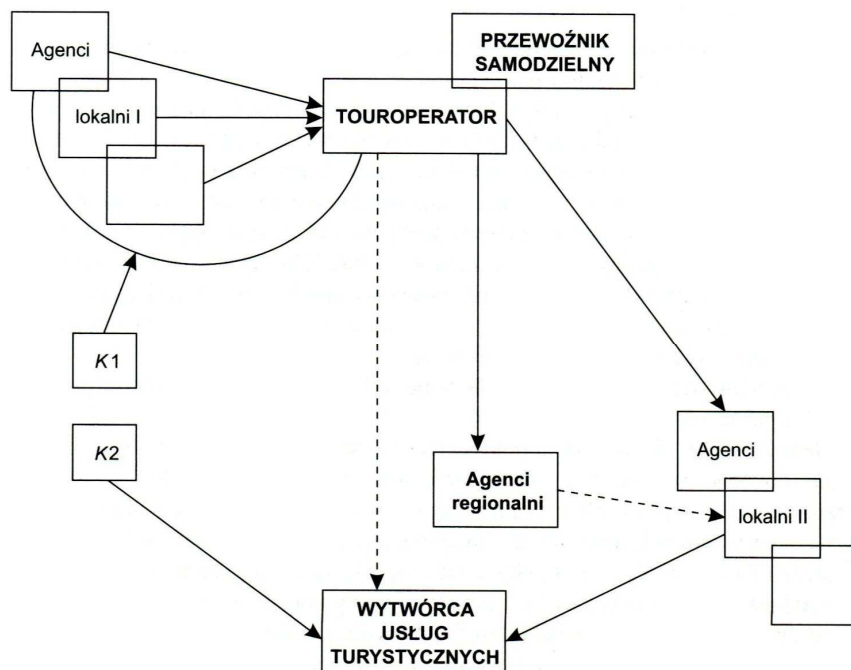 PRZEWOŹNIK
SAMODZIELNY
Agenci
lokalni I
TOUROPERATOR
K1
K2
Agenci
Agenci
regionalni
lokalni II
WYTWÓRCA
USŁUG
TURYSTYCZNYCH